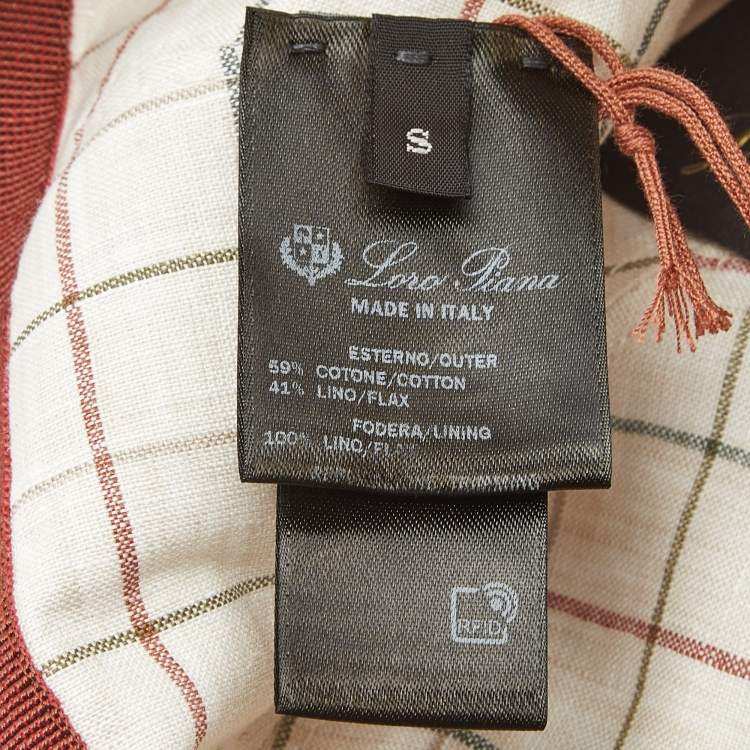 S
Loro Piana
MADE IN ITALY
ESTERNO/OUTER
59% COTONE/COTTON
41% LINO/FLAX
FODERA/LINING
100% LINO/FLAX
RFID